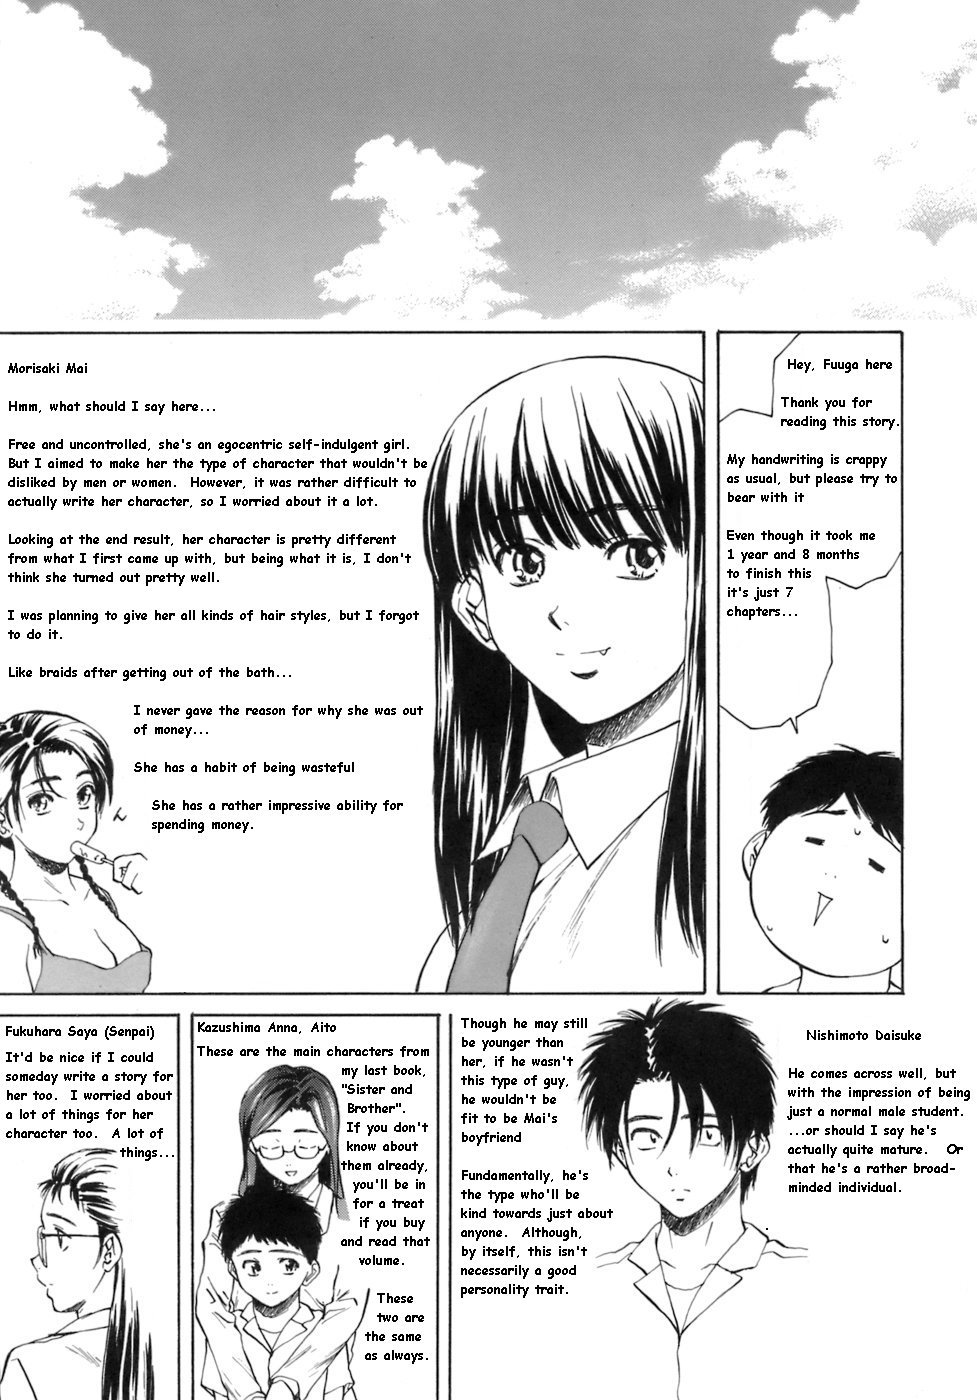 Hey, Fuuga here
Thank you for
reading this story.
My handwriting is crappy
as usual, but please try to
bear with it
Even though it took me
1 year and 8 months
to finish this
it's just 7
chapters...
Morisaki Mai
Hmm, what should I say here...
Free and uncontrolled, she's an egocentric self-indulgent girl.
But I aimed to make her the type of character that wouldn't be
disliked by men or women. However, it was rather difficult to
actually write her character, so I worried about it a lot.
Looking at the end result, her character is pretty different
from what I first came up with, but being what it is, I don't
think she turned out pretty well.
I was planning to give her all kinds of hair styles, but I forgot
to do it.
Like braids after getting out of the bath...
I never gave the reason for why she was out
of money...
She has a habit of being wasteful
She has a rather impressive ability for
spending money.
Nishimoto Daisuke
He comes across well, but
with the impression of being
just a normal male student.
...or should I say he's
actually quite mature. Or
that he's a rather broad-
minded individual.
Though he may still
be younger than
her, if he wasn't
this type of guy,
he wouldn't be
fit to be Mai's
boyfriend
Fundamentally, he's
the type who'll be
kind towards just about
anyone. Although,
by itself, this isn't
necessarily a good
personality trait.
Kazushima Anna, Aito
These are the main characters from
my last book,
"Sister and
Brother".
If you don't
know about
them already,
you'll be in
for a treat
if you buy
and read that
volume.
These
two are
the same
as always.
Fukuhara Saya (Senpai)
It'd be nice if I could
someday write a story for
her too. I worried about
a lot of things for her
character too. A lot of
things...